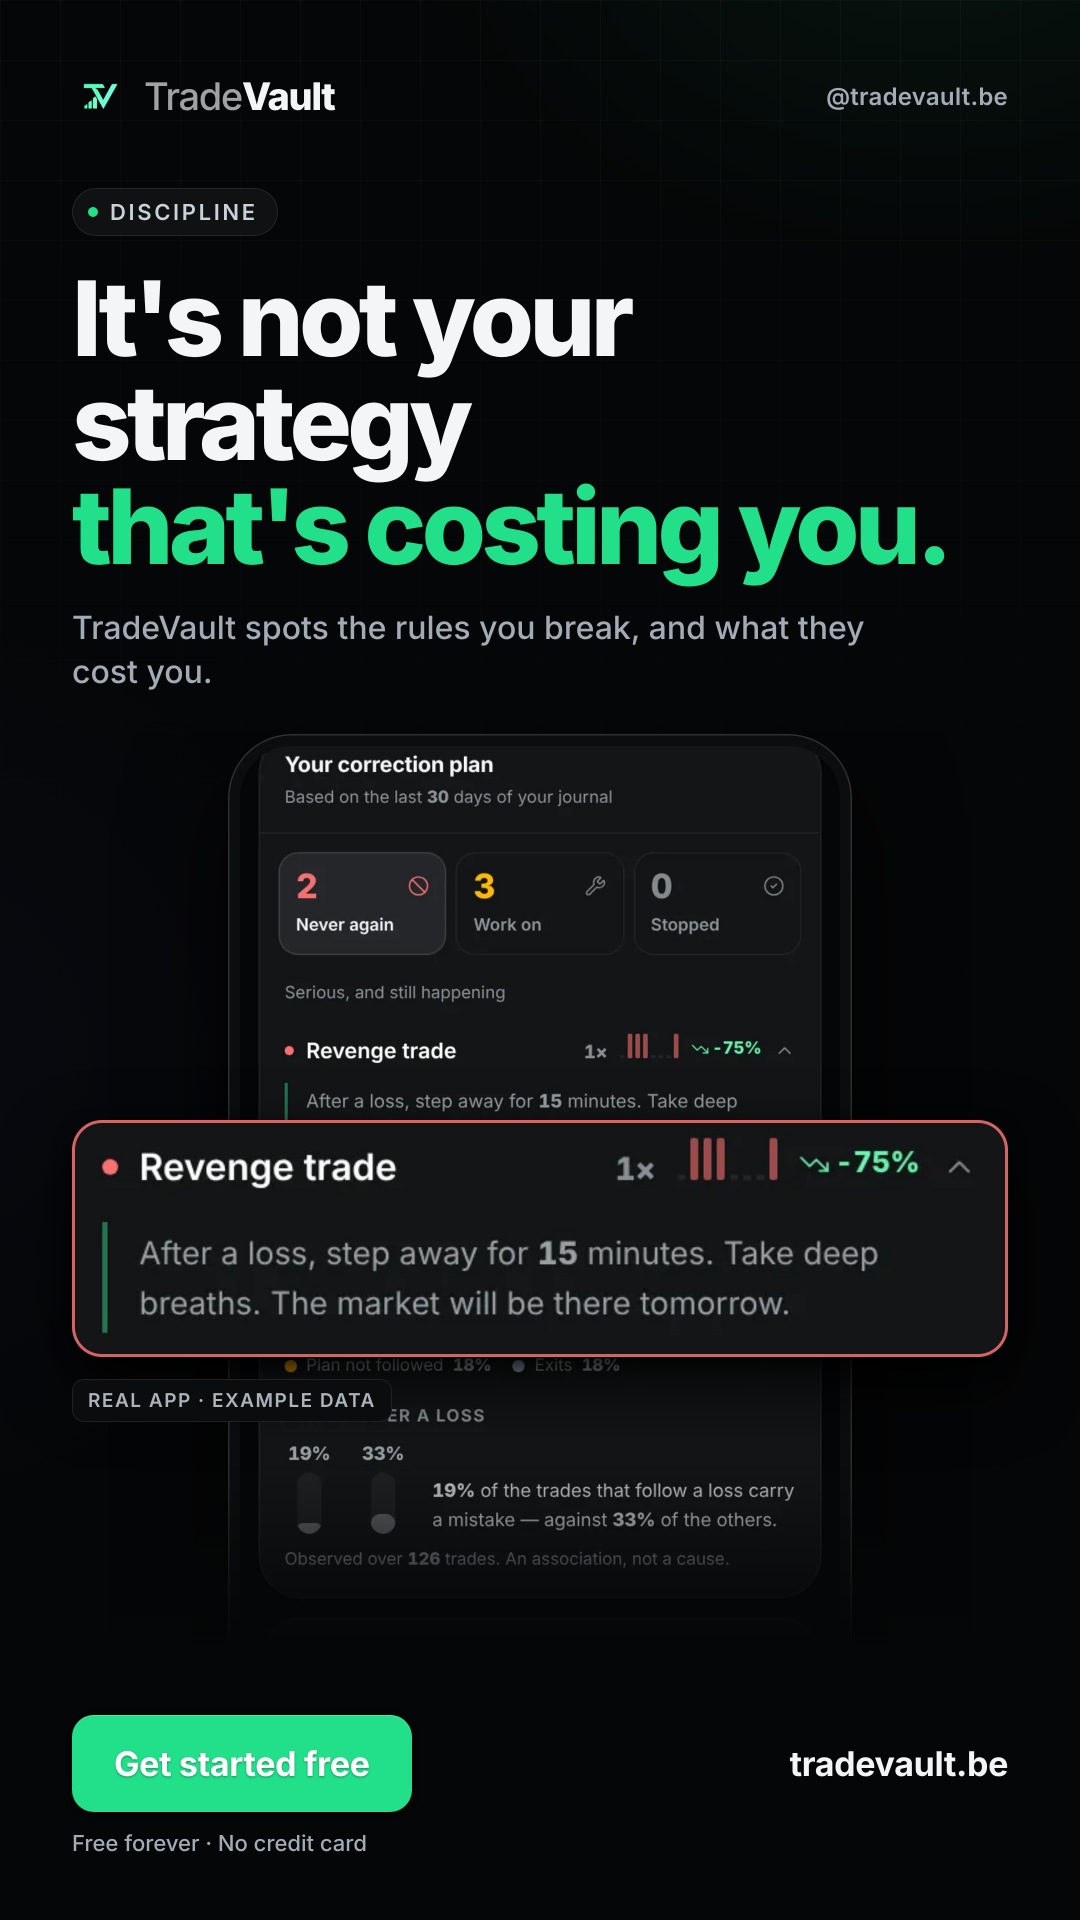 TradeVault
@tradevault.be
DISCIPLINE
It's not your
strategy
that's costing you.
TradeVault spots the rules you break, and what they
cost you.
Your correction plan
Based on the last 30 days of your journal
2
Never again
3
Work on
0
Stopped
Serious, and still happening
Revenge trade 1× -75%
After a loss, step away for 15 minutes. Take deep
Revenge trade 1× -75%
After a loss, step away for 15 minutes. Take deep
breaths. The market will be there tomorrow.
Plan not followed 18% Exits 18%
REAL APP · EXAMPLE DATA
A LOSS
19% 33%
19% of the trades that follow a loss carry
a mistake — against 33% of the others.
Observed over 126 trades. An association, not a cause.
Get started free
tradevault.be
Free forever · No credit card